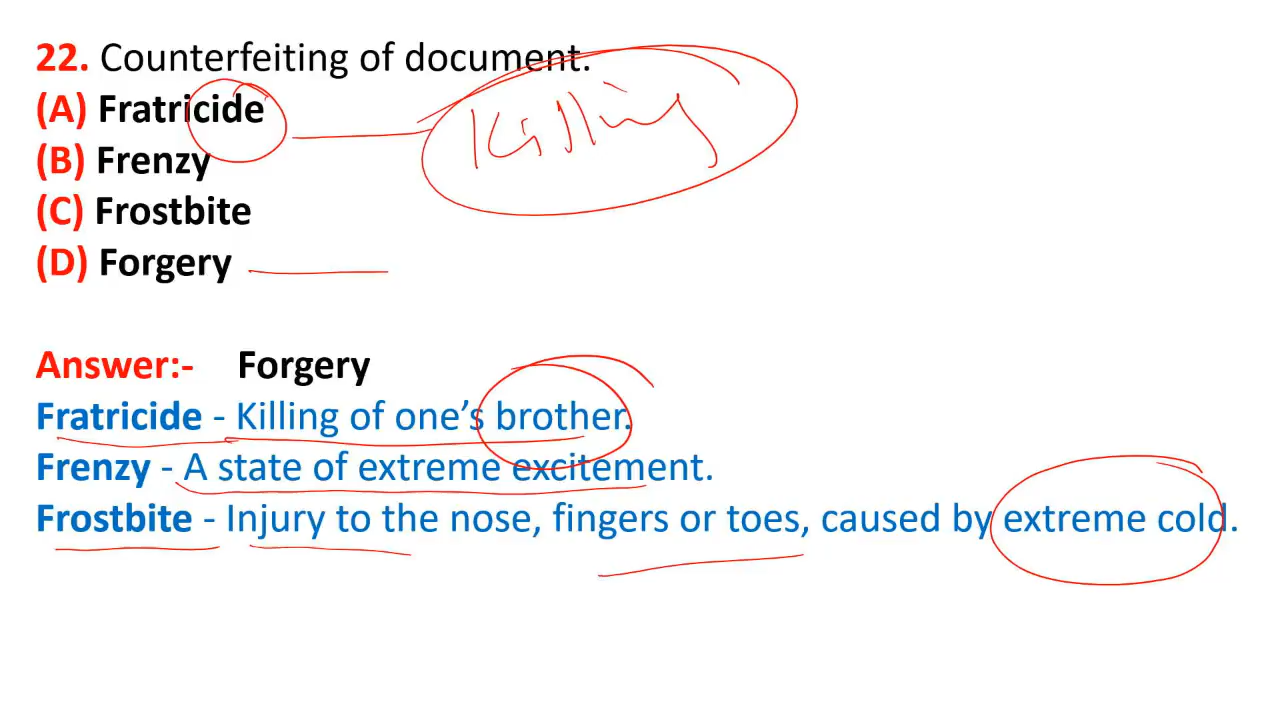 22. Counterfeiting of document.
(A) Fratricide
Killing
(B) Frenzy
(C) Frostbite
(D) Forgery
Answer:- Forgery
Fratricide - Killing of one’s brother.
Frenzy - A state of extreme excitement.
Frostbite - Injury to the nose, fingers or toes, caused by extreme cold.